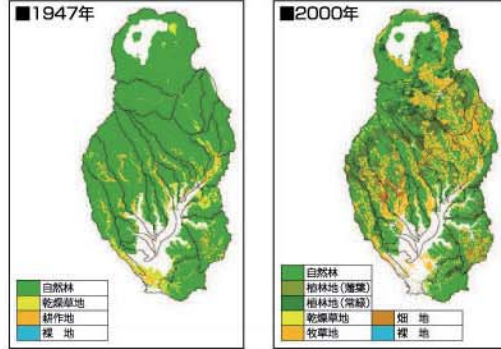 ■1947年
自然林
乾燥草地
耕作地
裸 地
■2000年
自然林
植林地(落葉)
植林地(常緑)
乾燥草地
牧草地
畑 地
裸 地